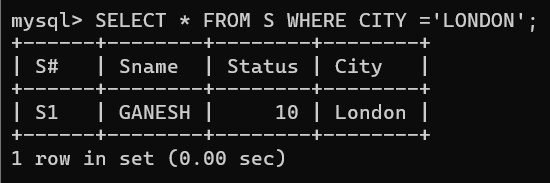 mysql> SELECT * FROM S WHERE CITY ='LONDON';
+------+--------+--------+--------+
| S#   | Sname  | Status | City   |
+------+--------+--------+--------+
| S1   | GANESH |     10 | London |
+------+--------+--------+--------+
1 row in set (0.00 sec)